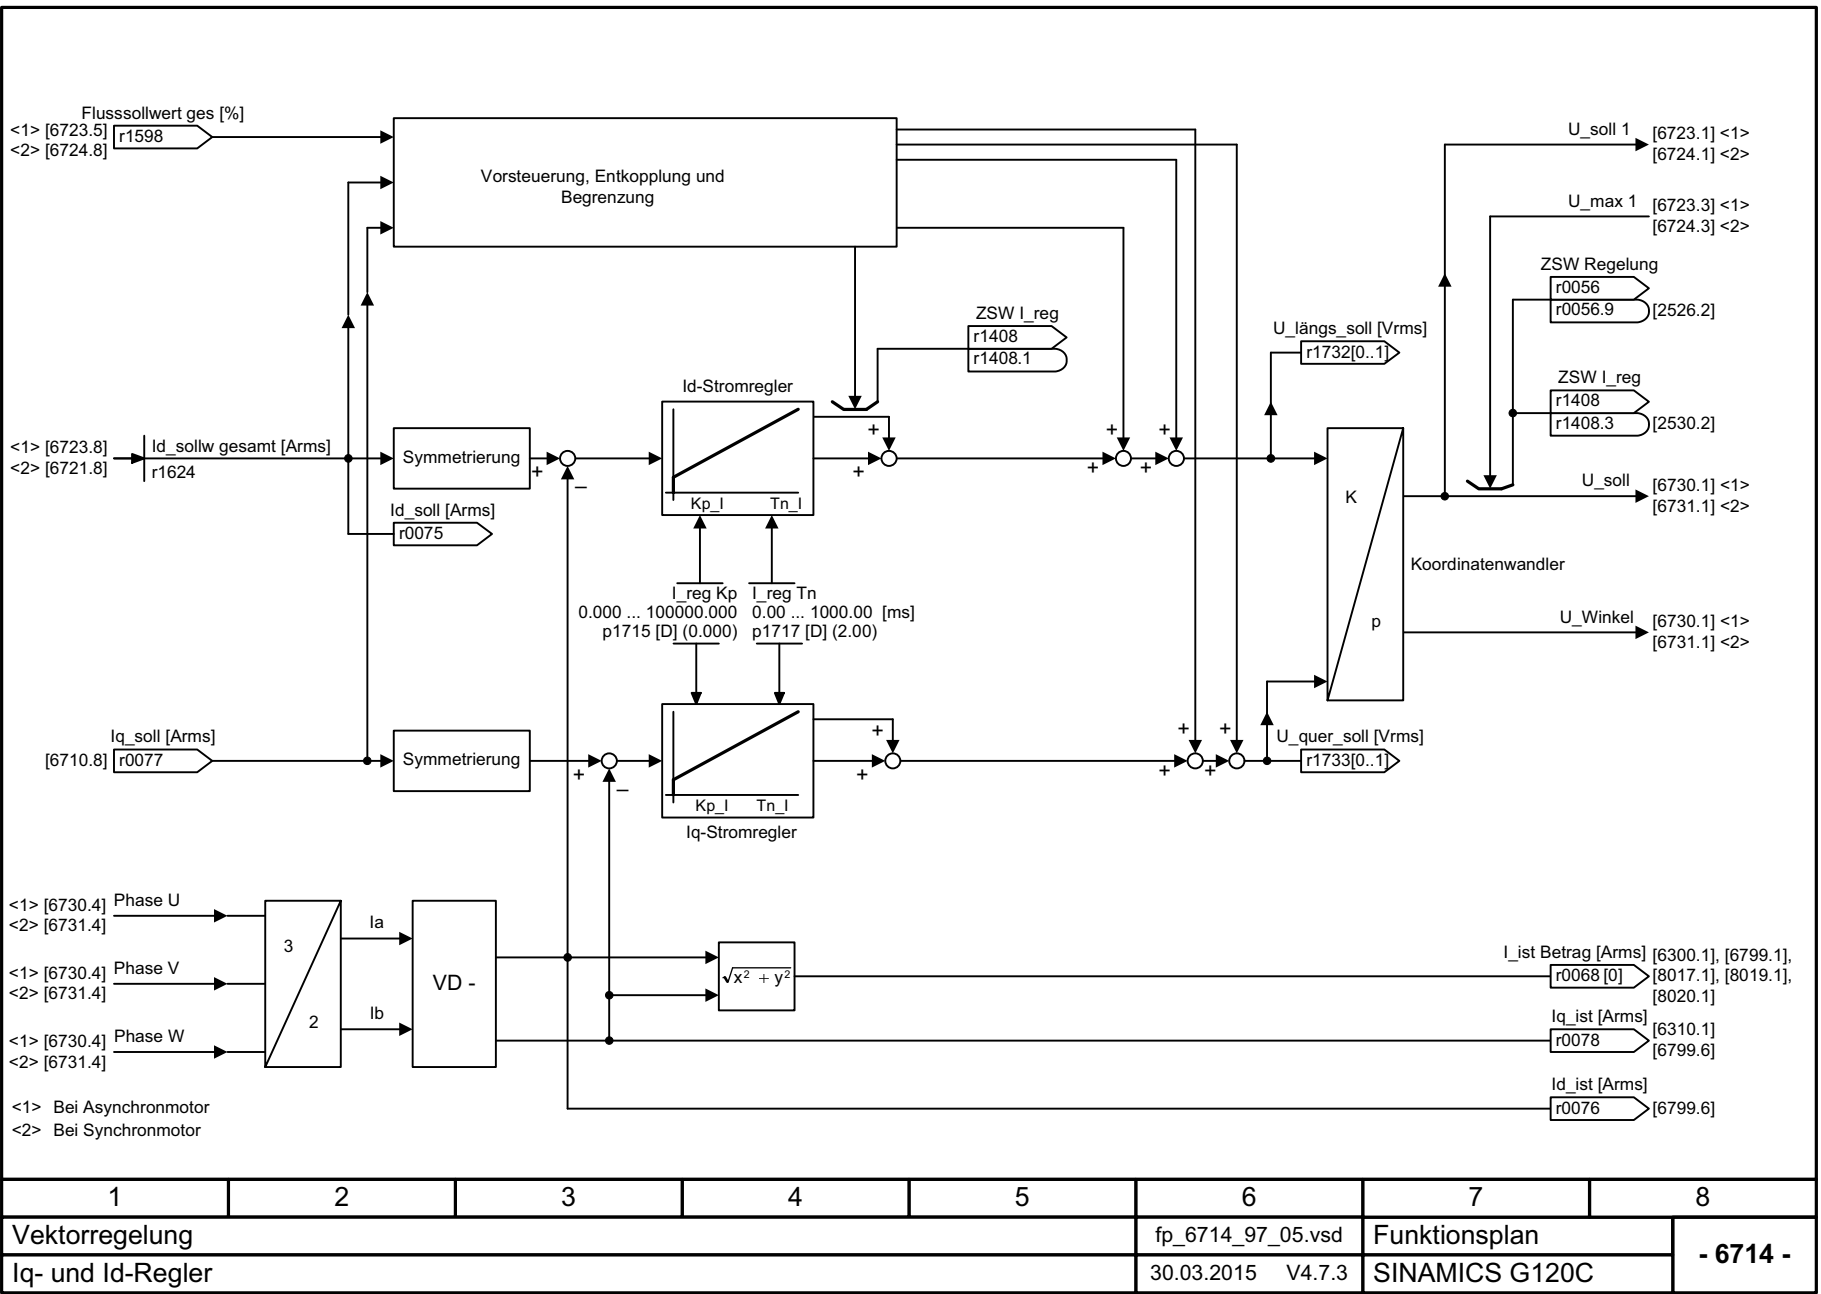 Flusssollwert ges [%]
<1> [6723.5]
<2> [6724.8]
r1598
Vorsteuerung, Entkopplung und
Begrenzung
U_soll 1
[6723.1] <1>
[6724.1] <2>
U_max 1
[6723.3] <1>
[6724.3] <2>
ZSW Regelung
r0056
r0056.9
[2526.2]
ZSW I_reg
r1408
r1408.1
U_längs_soll [Vrms]
r1732[0..1]
ZSW I_reg
r1408
r1408.3
[2530.2]
Id-Stromregler
+
+
+
+
+
+
<1> [6723.8]
<2> [6721.8]
Id_sollw gesamt [Arms]
r1624
Symmetrierung
+
–
Kp_I
Tn_I
K
p
U_soll
[6730.1] <1>
[6731.1] <2>
Id_soll [Arms]
r0075
Koordinatenwandler
I_reg Kp
0.000 ... 100000.000
p1715 [D] (0.000)
I_reg Tn
0.00 ... 1000.00 [ms]
p1717 [D] (2.00)
U_Winkel
[6730.1] <1>
[6731.1] <2>
Iq_soll [Arms]
[6710.8]
r0077
Symmetrierung
+
–
Kp_I
Tn_I
Iq-Stromregler
+
+
+
+
+
+
U_quer_soll [Vrms]
r1733[0..1]
<1> [6730.4]
<2> [6731.4]
Phase U
<1> [6730.4]
<2> [6731.4]
Phase V
<1> [6730.4]
<2> [6731.4]
Phase W
3
2
Ia
Ib
VD -
√x² + y²
I_ist Betrag [Arms]
r0068 [0]
[6300.1], [6799.1],
[8017.1], [8019.1],
[8020.1]
Iq_ist [Arms]
r0078
[6310.1]
[6799.6]
Id_ist [Arms]
r0076
[6799.6]
<1> Bei Asynchronmotor
<2> Bei Synchronmotor
1 2 3 4 5 6 7 8
Vektorregelung
fp_6714_97_05.vsd
Funktionsplan
- 6714 -
Iq- und Id-Regler
30.03.2015 V4.7.3
SINAMICS G120C